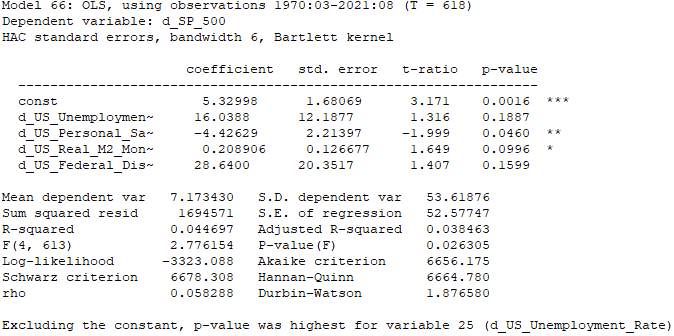 Model 66: OLS, using observations 1970:03-2021:08 (T = 618)
Dependent variable: d_SP_500
HAC standard errors, bandwidth 6, Bartlett kernel
coefficient std. error t-ratio p-value
---------------------------------------------------------------
const 5.32998 1.68069 3.171 0.0016 ***
d_US_Unemploymen~ 16.0388 12.1877 1.316 0.1887
d_US_Personal_Sa~ -4.42629 2.21397 -1.999 0.0460 **
d_US_Real_M2_Mon~ 0.208906 0.126677 1.649 0.0996 *
d_US_Federal_Dis~ 28.6400 20.3517 1.407 0.1599
Mean dependent var 7.173430 S.D. dependent var 53.61876
Sum squared resid 1694571 S.E. of regression 52.57747
R-squared 0.044697 Adjusted R-squared 0.038463
F(4, 613) 2.776154 P-value(F) 0.026305
Log-likelihood -3323.088 Akaike criterion 6656.175
Schwarz criterion 6678.308 Hannan-Quinn 6664.780
rho 0.058288 Durbin-Watson 1.876580
Excluding the constant, p-value was highest for variable 25 (d_US_Unemployment_Rate)